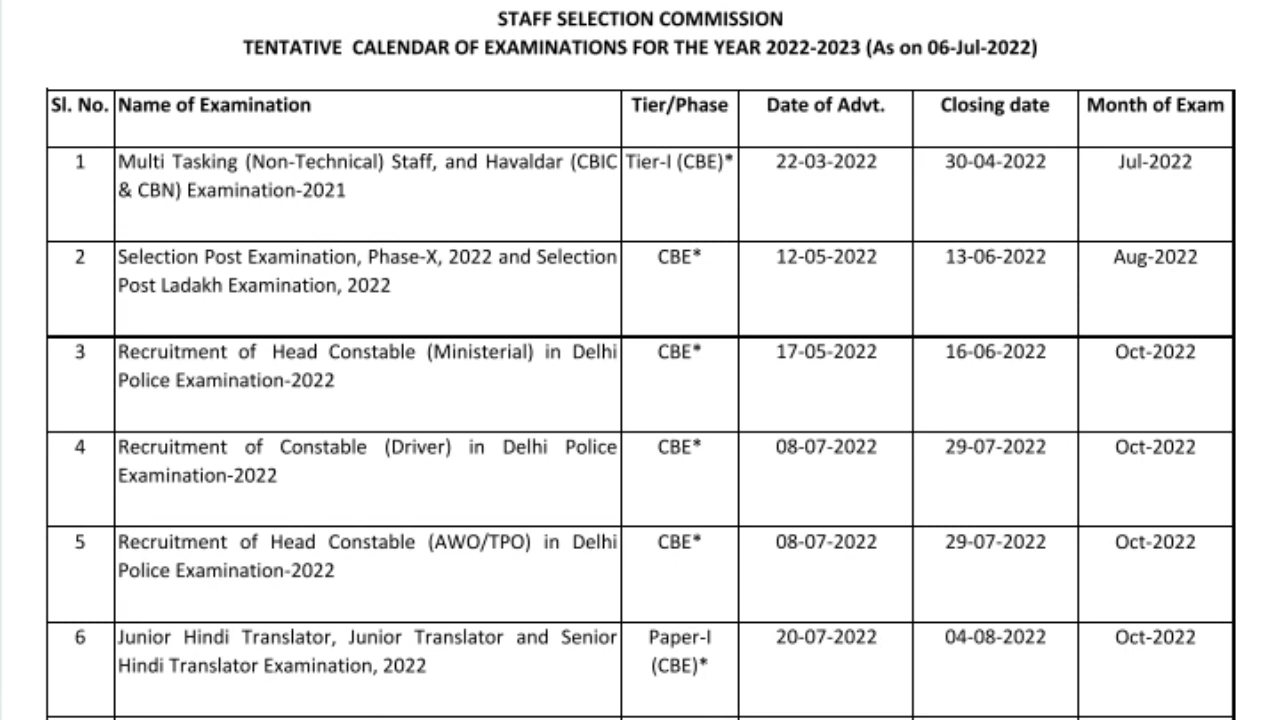 STAFF SELECTION COMMISSION
TENTATIVE CALENDAR OF EXAMINATIONS FOR THE YEAR 2022-2023 (As on 06-Jul-2022)
Sl. No. Name of Examination Tier/Phase Date of Advt. Closing date Month of Exam
1 Multi Tasking (Non-Technical) Staff, and Havaldar (CBIC Tier-I (CBE)* 22-03-2022 30-04-2022 Jul-2022
& CBN) Examination-2021
2 Selection Post Examination, Phase-X, 2022 and Selection CBE* 12-05-2022 13-06-2022 Aug-2022
Post Ladakh Examination, 2022
3 Recruitment of Head Constable (Ministerial) in Delhi CBE* 17-05-2022 16-06-2022 Oct-2022
Police Examination-2022
4 Recruitment of Constable (Driver) in Delhi Police CBE* 08-07-2022 29-07-2022 Oct-2022
Examination-2022
5 Recruitment of Head Constable (AWO/TPO) in Delhi CBE* 08-07-2022 29-07-2022 Oct-2022
Police Examination-2022
6 Junior Hindi Translator, Junior Translator and Senior Paper-I 20-07-2022 04-08-2022 Oct-2022
Hindi Translator Examination, 2022 (CBE)*